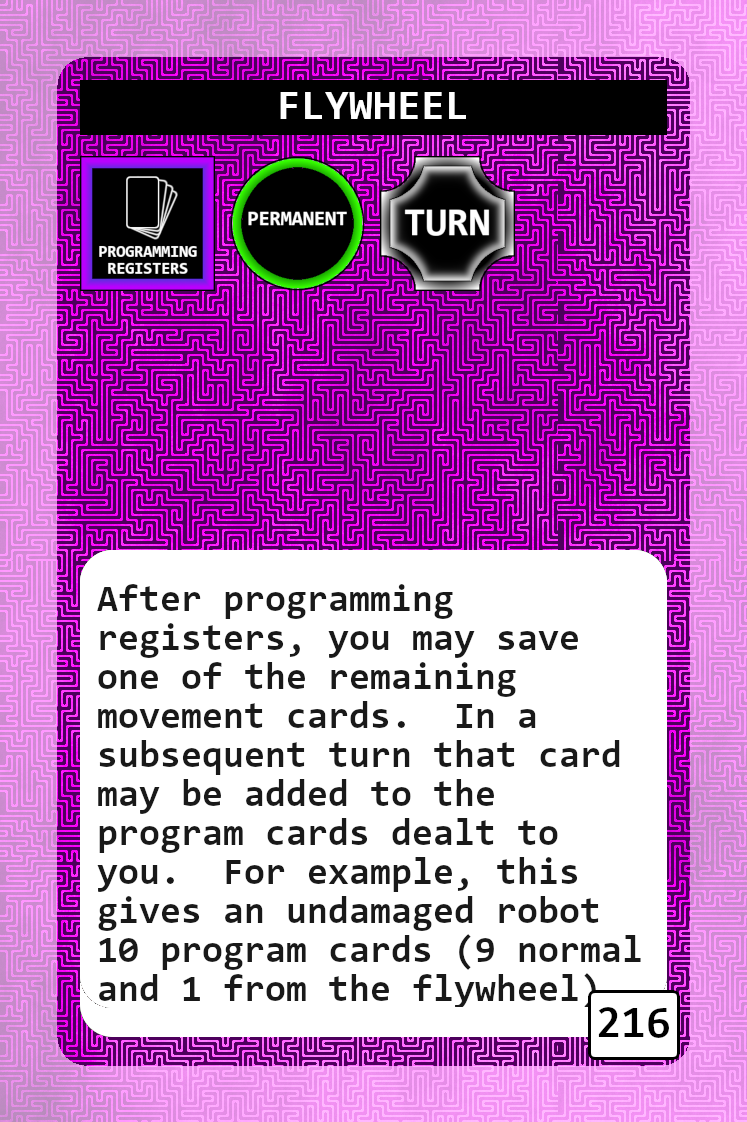 FLYWHEEL
PROGRAMMING
REGISTERS
PERMANENT
TURN
After programming
registers, you may save
one of the remaining
movement cards.  In a
subsequent turn that card
may be added to the
program cards dealt to
you.  For example, this
gives an undamaged robot
10 program cards (9 normal
and 1 from the flywheel)
216